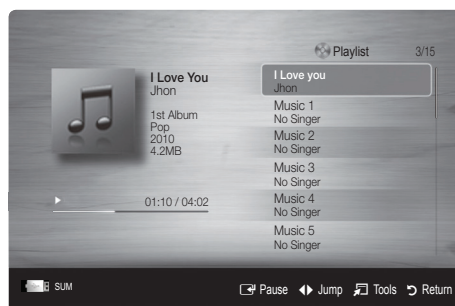 Playlist 3/15
I Love You
Jhon
1st Album
Pop
2010
4.2MB
01:10 / 04:02
I Love you
Jhon
Music 1
No Singer
Music 2
No Singer
Music 3
No Singer
Music 4
No Singer
Music 5
No Singer
SUM
Pause Jump Tools Return